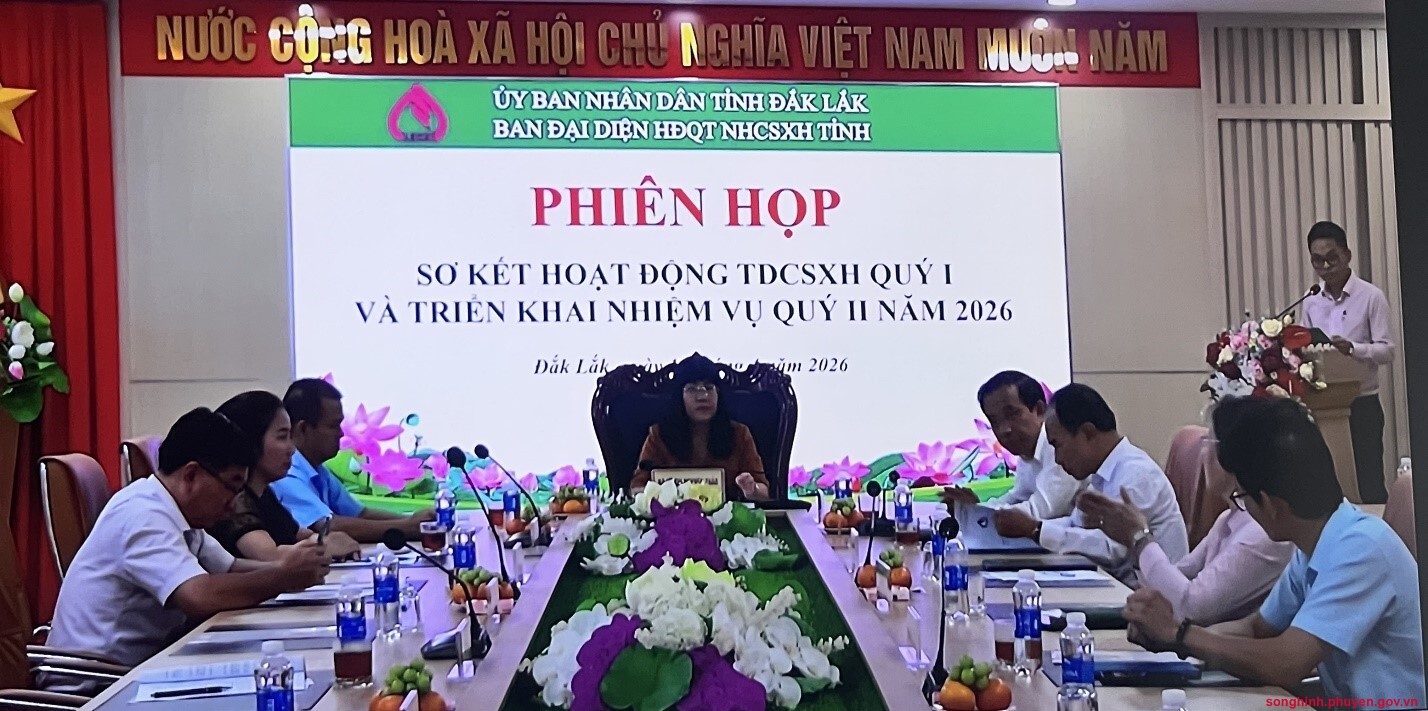 NƯỚC CỘNG HOÀ XÃ HỘI CHỦ NGHĨA VIỆT NAM MUÔN NĂM
ỦY BAN NHÂN DÂN TỈNH ĐẮK LẮK
BAN ĐẠI DIỆN HĐQT NHCSXH TỈNH
PHIÊN HỌP
SƠ KẾT HOẠT ĐỘNG TDCSXH QUÝ I
VÀ TRIỂN KHAI NHIỆM VỤ QUÝ II NĂM 2026
Đắk Lắk năm 2026
songhinh.phuyen.gov.vn